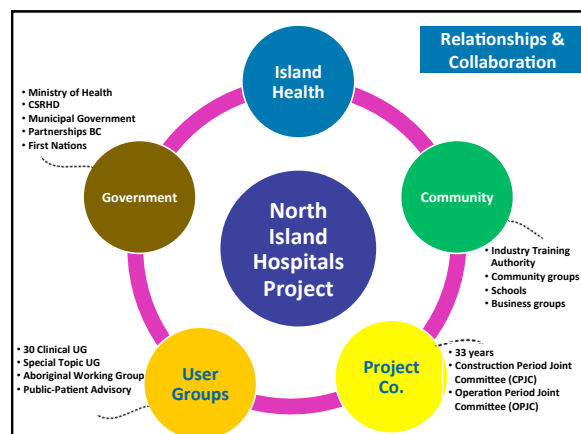 Relationships &
Collaboration
Island
Health
• Ministry of Health
• CSRHD
• Municipal Government
• Partnerships BC
• First Nations
Government
Community
North
Island
Hospitals
Project
• Industry Training
Authority
• Community groups
• Schools
• Business groups
• 30 Clinical UG
• Special Topic UG
• Aboriginal Working Group
• Public-Patient Advisory
User
Groups
Project
Co.
• 33 years
• Construction Period Joint
Committee (CPJC)
• Operation Period Joint
Committee (OPJC)